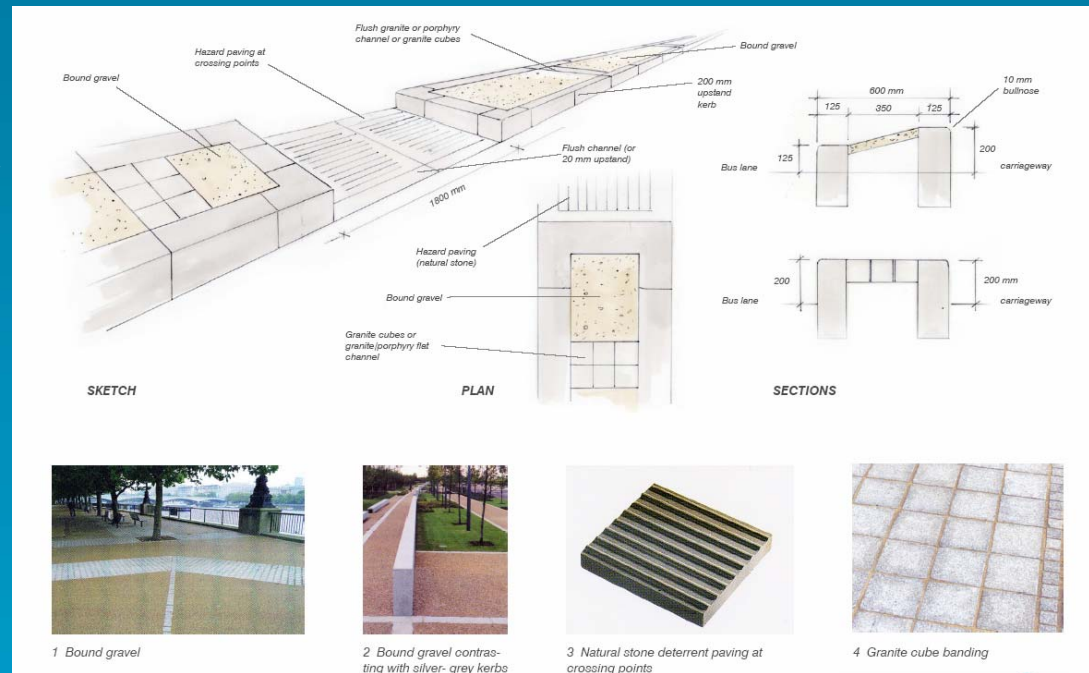 Flush granite or porphyry
channel or granite cubes
Hazard paving at
crossing points
Bound gravel
Bound gravel
200 mm
upstand
kerb
Flush channel (or
20 mm upstand)
1800 mm
Hazard paving
(natural stone)
Bound gravel
Granite cubes or
granite/porphyry flat
channel
SKETCH
PLAN
10 mm
bullnose
600 mm
125
350
125
125
200
Bus lane
carriageway
200
200 mm
Bus lane
carriageway
SECTIONS
1 Bound gravel
2 Bound gravel contras-
ting with silver- grey kerbs
3 Natural stone deterrent paving at
crossing points
4 Granite cube banding